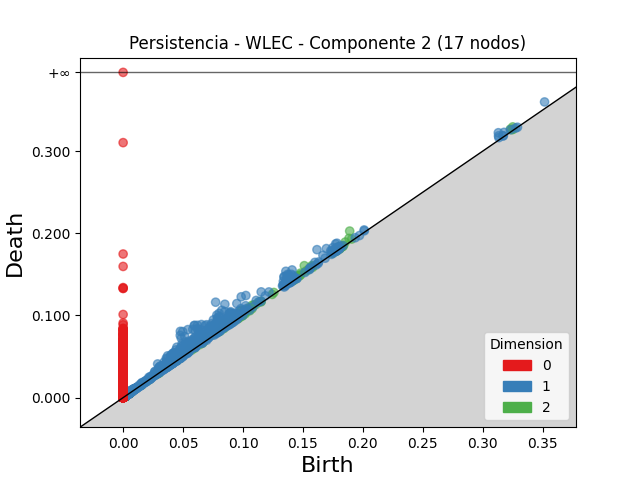 Persistencia - WLEC - Componente 2 (17 nodos)
+∞
0.300
0.200
0.100
0.000
Death
0.00 0.05 0.10 0.15 0.20 0.25 0.30 0.35
Birth
Dimension
0
1
2